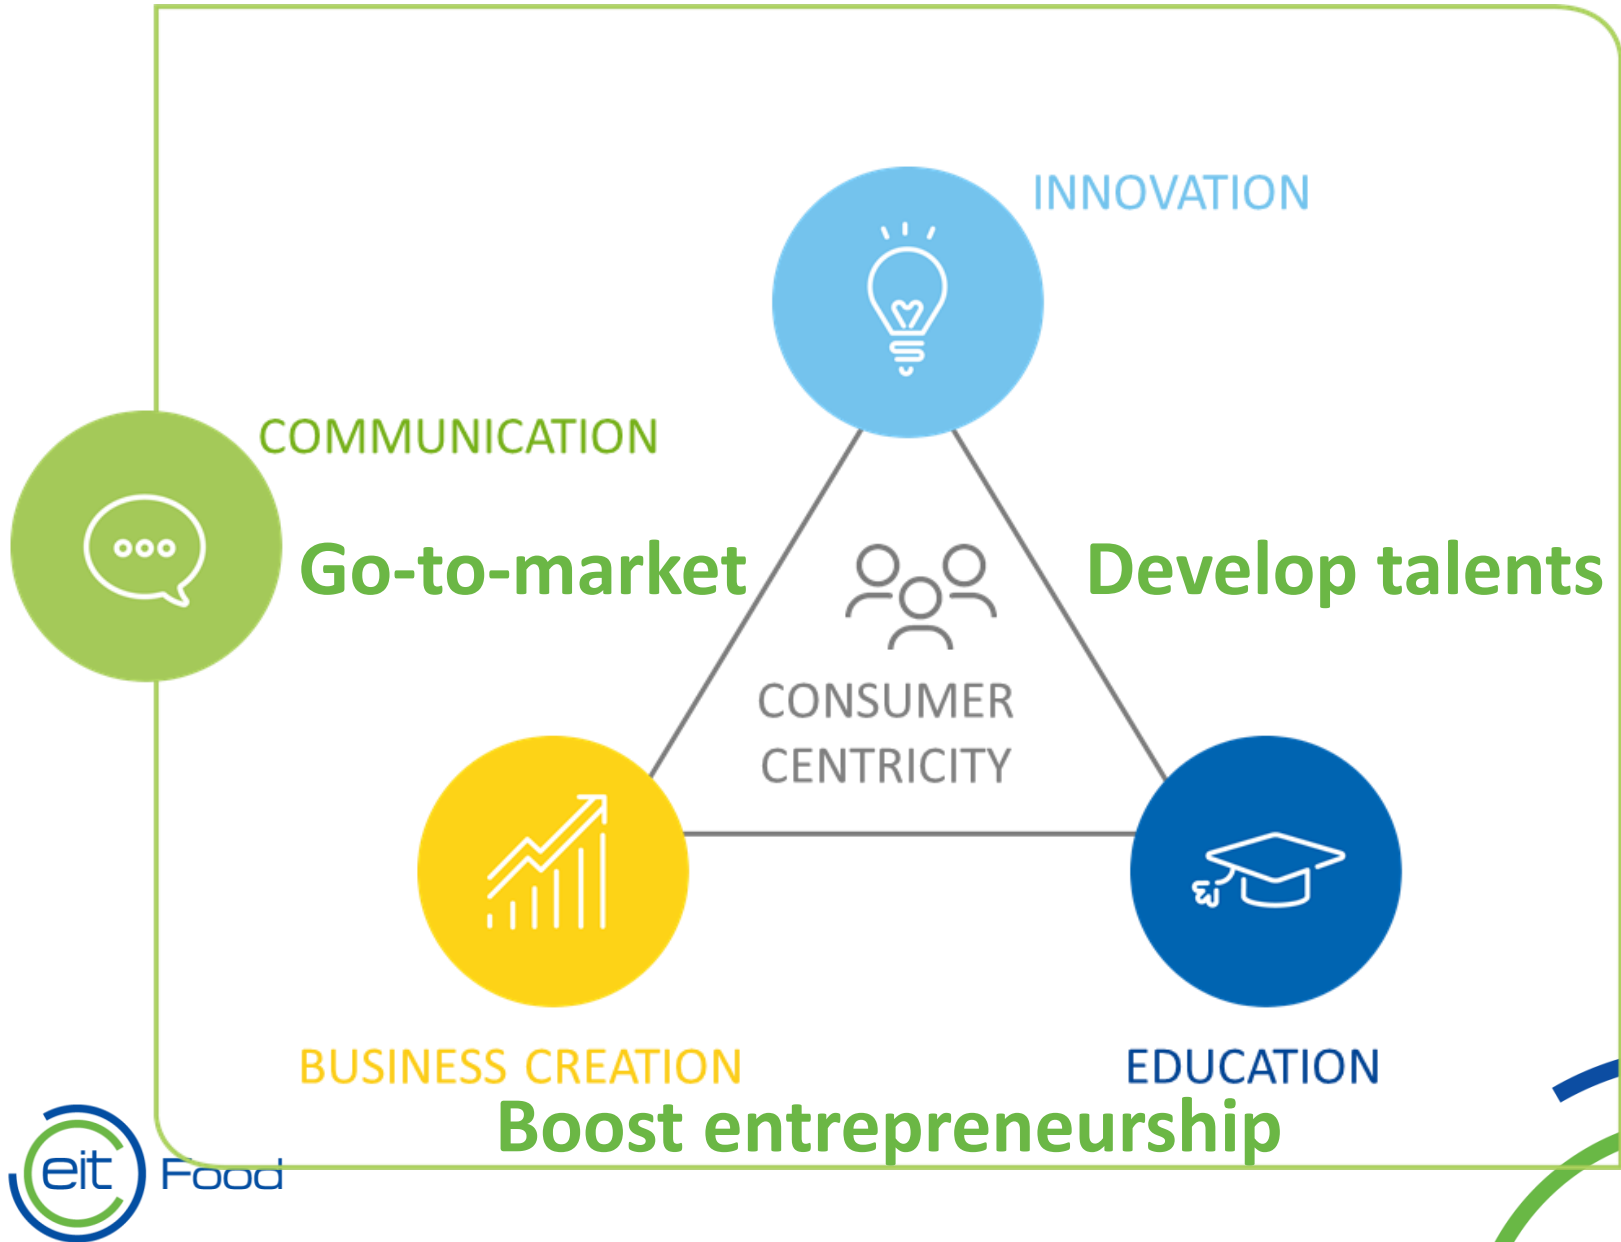 INNOVATION
COMMUNICATION
Go-to-market
Develop talents
CONSUMER
CENTRICITY
BUSINESS CREATION
EDUCATION
Boost entrepreneurship
eit Food